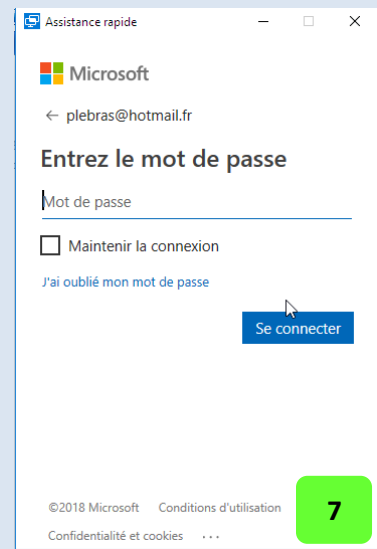 Assistance rapide
Microsoft
← plebras@hotmail.fr
Entrez le mot de passe
Mot de passe
Maintenir la connexion
J'ai oublié mon mot de passe
Se connecter
©2018 Microsoft Conditions d'utilisation
Confidentialité et cookies ...
7